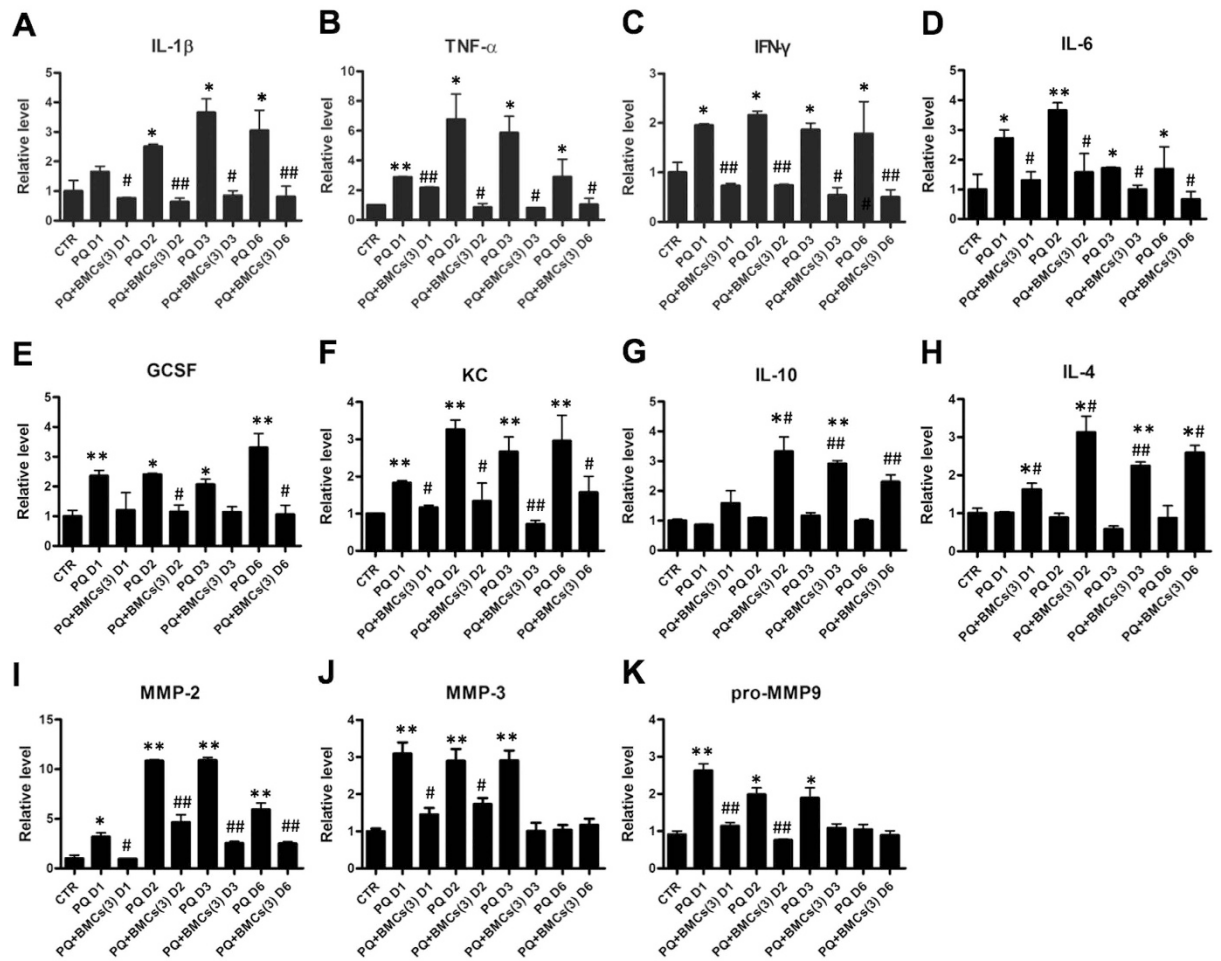 A
IL-1β
Relative level
5
4
3
2
1
0
*
*
*
#
##
#
##
CTR
PQ D1
PQ+BMCs(3) D1
PQ D2
PQ+BMCs(3) D2
PQ D3
PQ+BMCs(3) D3
PQ D6
PQ+BMCs(3) D6
B
TNF-α
Relative level
10
8
6
4
2
0
**
##
*
#
*
#
*
#
CTR
PQ D1
PQ+BMCs(3) D1
PQ D2
PQ+BMCs(3) D2
PQ D3
PQ+BMCs(3) D3
PQ D6
PQ+BMCs(3) D6
C
IFN-γ
Relative level
3
2
1
0
*
##
*
##
*
#
*
#
##
CTR
PQ D1
PQ+BMCs(3) D1
PQ D2
PQ+BMCs(3) D2
PQ D3
PQ+BMCs(3) D3
PQ D6
PQ+BMCs(3) D6
D
IL-6
Relative level
5
4
3
2
1
0
*
#
**
#
*
#
*
#
CTR
PQ D1
PQ+BMCs(3) D1
PQ D2
PQ+BMCs(3) D2
PQ D3
PQ+BMCs(3) D3
PQ D6
PQ+BMCs(3) D6
E
GCSF
Relative level
5
4
3
2
1
0
**
*
#
*
**
#
CTR
PQ D1
PQ+BMCs(3) D1
PQ D2
PQ+BMCs(3) D2
PQ D3
PQ+BMCs(3) D3
PQ D6
PQ+BMCs(3) D6
F
KC
Relative level
4
3
2
1
0
**
#
**
#
**
##
**
#
CTR
PQ D1
PQ+BMCs(3) D1
PQ D2
PQ+BMCs(3) D2
PQ D3
PQ+BMCs(3) D3
PQ D6
PQ+BMCs(3) D6
G
IL-10
Relative level
5
4
3
2
1
0
*#
**
##
##
CTR
PQ D1
PQ+BMCs(3) D1
PQ D2
PQ+BMCs(3) D2
PQ D3
PQ+BMCs(3) D3
PQ D6
PQ+BMCs(3) D6
H
IL-4
Relative level
4
3
2
1
0
*#
*#
**
##
*#
CTR
PQ D1
PQ+BMCs(3) D1
PQ D2
PQ+BMCs(3) D2
PQ D3
PQ+BMCs(3) D3
PQ D6
PQ+BMCs(3) D6
I
MMP-2
Relative level
15
10
5
0
*
#
**
##
**
##
**
##
CTR
PQ D1
PQ+BMCs(3) D1
PQ D2
PQ+BMCs(3) D2
PQ D3
PQ+BMCs(3) D3
PQ D6
PQ+BMCs(3) D6
J
MMP-3
Relative level
4
3
2
1
0
**
#
**
#
**
CTR
PQ D1
PQ+BMCs(3) D1
PQ D2
PQ+BMCs(3) D2
PQ D3
PQ+BMCs(3) D3
PQ D6
PQ+BMCs(3) D6
K
pro-MMP9
Relative level
4
3
2
1
0
**
##
*
##
*
CTR
PQ D1
PQ+BMCs(3) D1
PQ D2
PQ+BMCs(3) D2
PQ D3
PQ+BMCs(3) D3
PQ D6
PQ+BMCs(3) D6